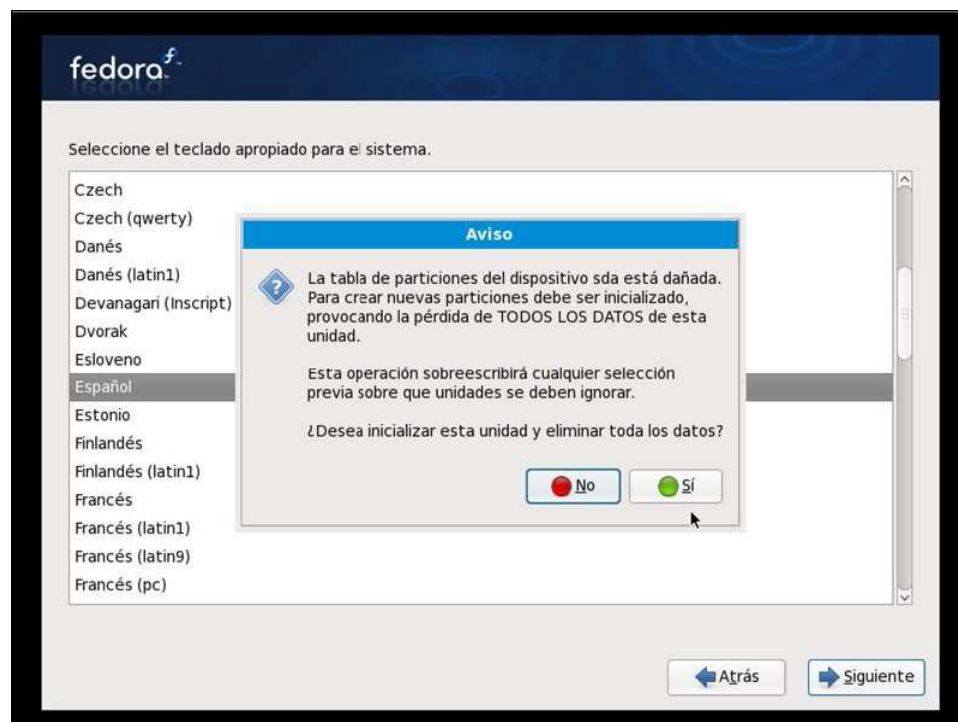 fedora
Seleccione el teclado apropiado para el sistema.
Czech
Czech (qwerty)
Danés
Danés (latin1)
Devanagari (Inscript)
Dvorak
Esloveno
Español
Estonio
Finlandés
Finlandés (latin1)
Francés
Francés (latin1)
Francés (latin9)
Francés (pc)
Aviso
La tabla de particiones del dispositivo sda está dañada.
Para crear nuevas particiones debe ser inicializado,
provocando la pérdida de TODOS LOS DATOS de esta
unidad.
Esta operación sobreescribirá cualquier selección
previa sobre que unidades se deben ignorar.
¿Desea inicializar esta unidad y eliminar toda los datos?
No
Sí
Atrás
Siguiente